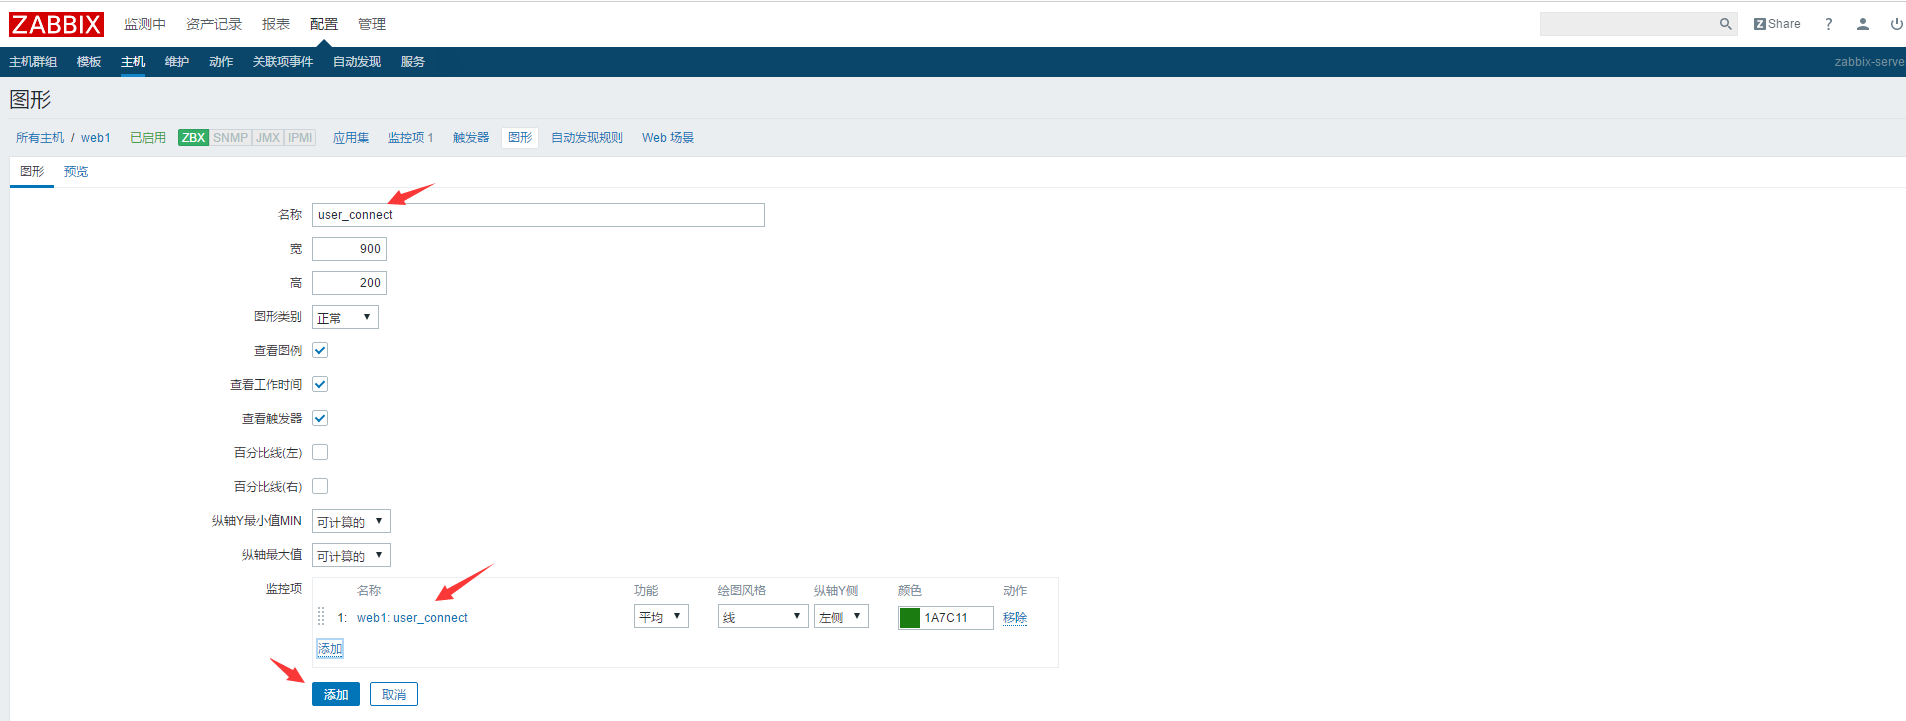 ZABBIX 监测中 资产记录 报表 配置 管理 Z Share ?
主机群组 模板 主机 维护 动作 关联项事件 自动发现 服务 zabbix-serve
图形
所有主机 / web1 已启用 ZBX SNMP JMX IPMI 应用集 监控项 1 触发器 图形 自动发现规则 Web 场景
图形 预览
名称 user_connect
宽 900
高 200
图形类别 正常
查看图例
查看工作时间
查看触发器
百分比线(左)
百分比线(右)
纵轴Y最小值MIN 可计算的
纵轴最大值 可计算的
监控项 名称 功能 绘图风格 纵轴Y侧 颜色 动作
1: web1: user_connect 平均 线 左侧 1A7C11 移除
添加
添加 取消